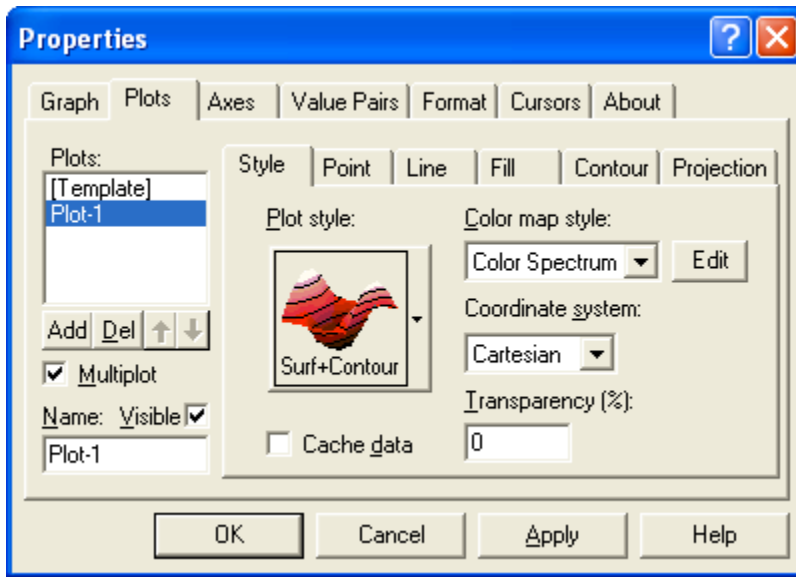 Properties
Graph Plots Axes Value Pairs Format Cursors About
Plots:
[Template]
Plot-1
Add Del
Multiplot
Name: Visible
Plot-1
Style Point Line Fill Contour Projection
Plot style:
Surf+Contour
Cache data
Color map style:
Color Spectrum Edit
Coordinate system:
Cartesian
Transparency (%):
0
OK Cancel Apply Help